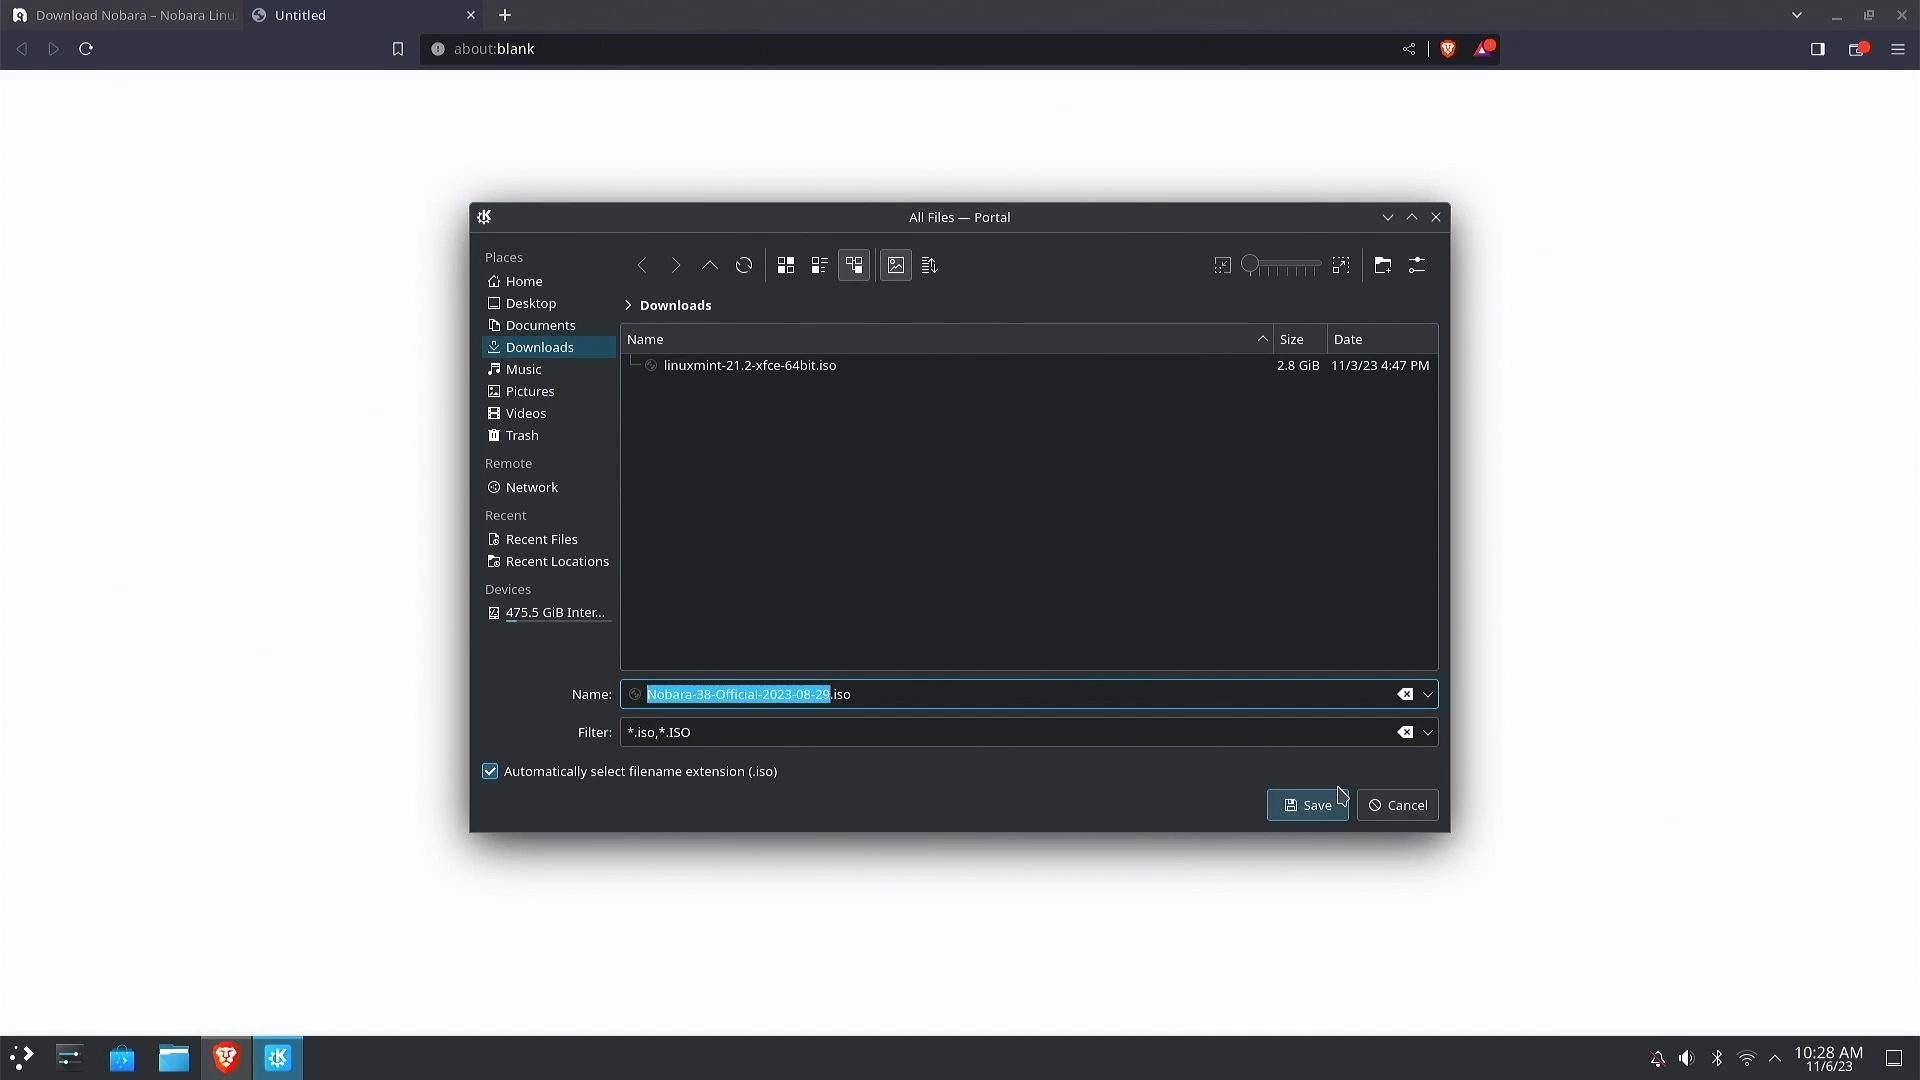 Download Nobara – Nobara Linu
Untitled
about:blank
All Files — Portal
Places
Home
Desktop
Documents
Downloads
Music
Pictures
Videos
Trash
Remote
Network
Recent
Recent Files
Recent Locations
Devices
475.5 GiB Inter...
Downloads
Name Size Date
linuxmint-21.2-xfce-64bit.iso 2.8 GiB 11/3/23 4:47 PM
Name: Nobara-38-Official-2023-08-29.iso
Filter: *.iso,*.ISO
Automatically select filename extension (.iso)
Save Cancel
10:28 AM
11/6/23